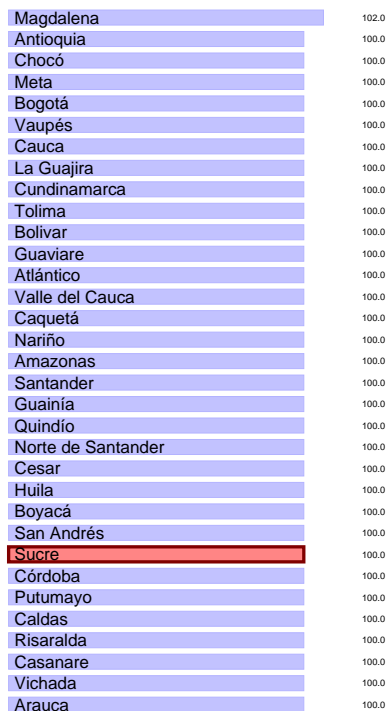 Magdalena 102.0
Antioquia 100.0
Chocó 100.0
Meta 100.0
Bogotá 100.0
Vaupés 100.0
Cauca 100.0
La Guajira 100.0
Cundinamarca 100.0
Tolima 100.0
Bolivar 100.0
Guaviare 100.0
Atlántico 100.0
Valle del Cauca 100.0
Caquetá 100.0
Nariño 100.0
Amazonas 100.0
Santander 100.0
Guainía 100.0
Quindío 100.0
Norte de Santander 100.0
Cesar 100.0
Huila 100.0
Boyacá 100.0
San Andrés 100.0
Sucre 100.0
Córdoba 100.0
Putumayo 100.0
Caldas 100.0
Risaralda 100.0
Casanare 100.0
Vichada 100.0
Arauca 100.0